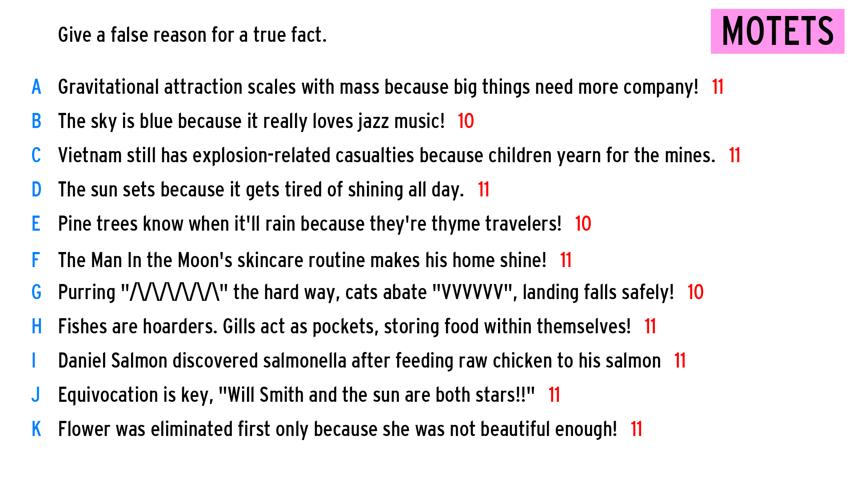 Give a false reason for a true fact.
MOTETS
A Gravitational attraction scales with mass because big things need more company! 11
B The sky is blue because it really loves jazz music! 10
C Vietnam still has explosion-related casualties because children yearn for the mines. 11
D The sun sets because it gets tired of shining all day. 11
E Pine trees know when it'll rain because they're thyme travelers! 10
F The Man In the Moon's skincare routine makes his home shine! 11
G Purring "/\/\/\/\/\/\/\" the hard way, cats abate "VVVVVV", landing falls safely! 10
H Fishes are hoarders. Gills act as pockets, storing food within themselves! 11
I Daniel Salmon discovered salmonella after feeding raw chicken to his salmon 11
J Equivocation is key, "Will Smith and the sun are both stars!!" 11
K Flower was eliminated first only because she was not beautiful enough! 11